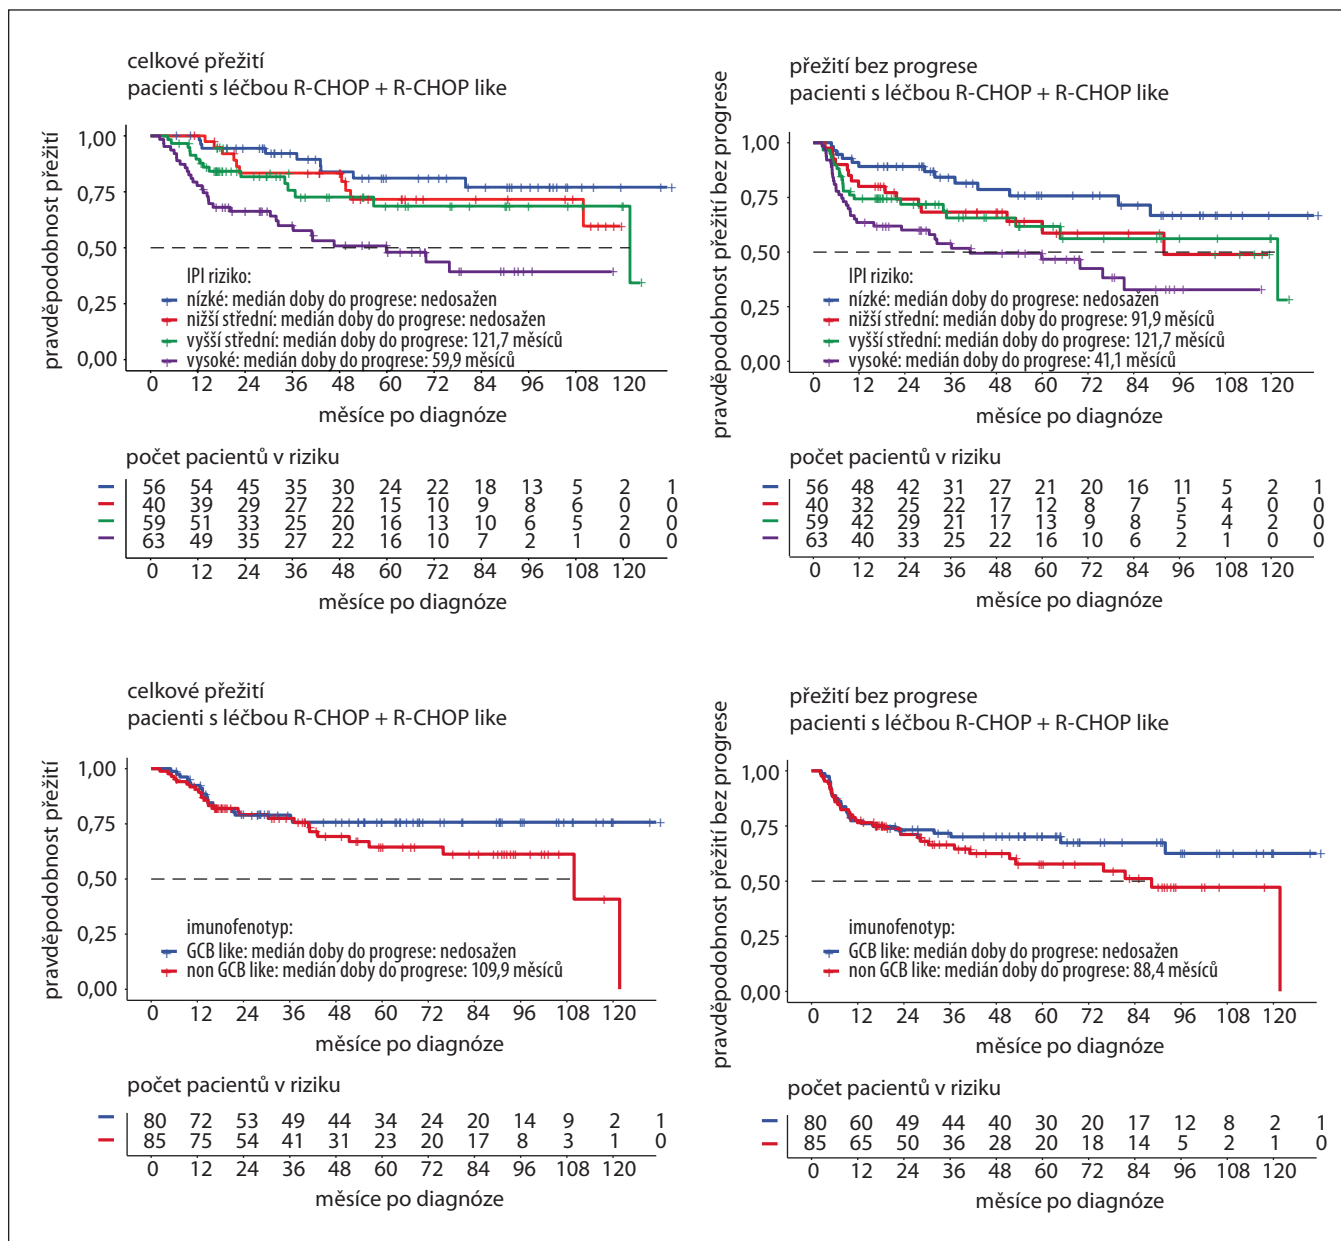 celkové přežití
pacienti s léčbou R-CHOP + R-CHOP like
pravděpodobnost přežití
1,00
0,75
0,50
0,25
0,00
IPI riziko:
nízké: medián doby do progrese: nedosažen
nižší střední: medián doby do progrese: nedosažen
vyšší střední: medián doby do progrese: 121,7 měsíců
vysoké: medián doby do progrese: 59,9 měsíců
0 12 24 36 48 60 72 84 96 108 120
měsíce po diagnóze
počet pacientů v riziku
56 54 45 35 30 24 22 18 13 5 2 1
40 39 29 27 22 15 10 9 8 6 0 0
59 51 33 25 20 16 13 10 6 5 2 0
63 49 35 27 22 16 10 7 2 1 0 0
0 12 24 36 48 60 72 84 96 108 120
měsíce po diagnóze
přežití bez progrese
pacienti s léčbou R-CHOP + R-CHOP like
pravděpodobnost přežití bez progrese
1,00
0,75
0,50
0,25
0,00
IPI riziko:
nízké: medián doby do progrese: nedosažen
nižší střední: medián doby do progrese: 91,9 měsíců
vyšší střední: medián doby do progrese: 121,7 měsíců
vysoké: medián doby do progrese: 41,1 měsíců
0 12 24 36 48 60 72 84 96 108 120
měsíce po diagnóze
počet pacientů v riziku
56 48 42 31 27 21 20 16 11 5 2 1
40 32 25 22 17 12 8 7 5 4 0 0
59 42 29 21 17 13 9 8 5 4 2 0
63 40 33 25 22 16 10 6 2 1 0 0
0 12 24 36 48 60 72 84 96 108 120
měsíce po diagnóze
celkové přežití
pacienti s léčbou R-CHOP + R-CHOP like
pravděpodobnost přežití
1,00
0,75
0,50
0,25
0,00
imunofenotyp:
GCB like: medián doby do progrese: nedosažen
non GCB like: medián doby do progrese: 109,9 měsíců
0 12 24 36 48 60 72 84 96 108 120
měsíce po diagnóze
počet pacientů v riziku
80 72 53 49 44 34 24 20 14 9 2 1
85 75 54 41 31 23 20 17 8 3 1 0
0 12 24 36 48 60 72 84 96 108 120
měsíce po diagnóze
přežití bez progrese
pacienti s léčbou R-CHOP + R-CHOP like
pravděpodobnost přežití bez progrese
1,00
0,75
0,50
0,25
0,00
imunofenotyp:
GCB like: medián doby do progrese: nedosažen
non GCB like: medián doby do progrese: 88,4 měsíců
0 12 24 36 48 60 72 84 96 108 120
měsíce po diagnóze
počet pacientů v riziku
80 60 49 44 40 30 20 17 12 8 2 1
85 65 50 36 28 20 18 14 5 2 1 0
0 12 24 36 48 60 72 84 96 108 120
měsíce po diagnóze